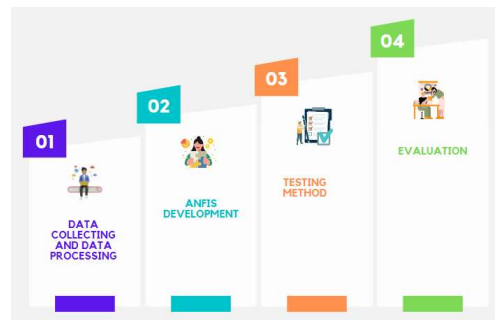 01
DATA
COLLECTING
AND DATA
PROCESSING
02
ANFIS
DEVELOPMENT
03
TESTING
METHOD
04
EVALUATION